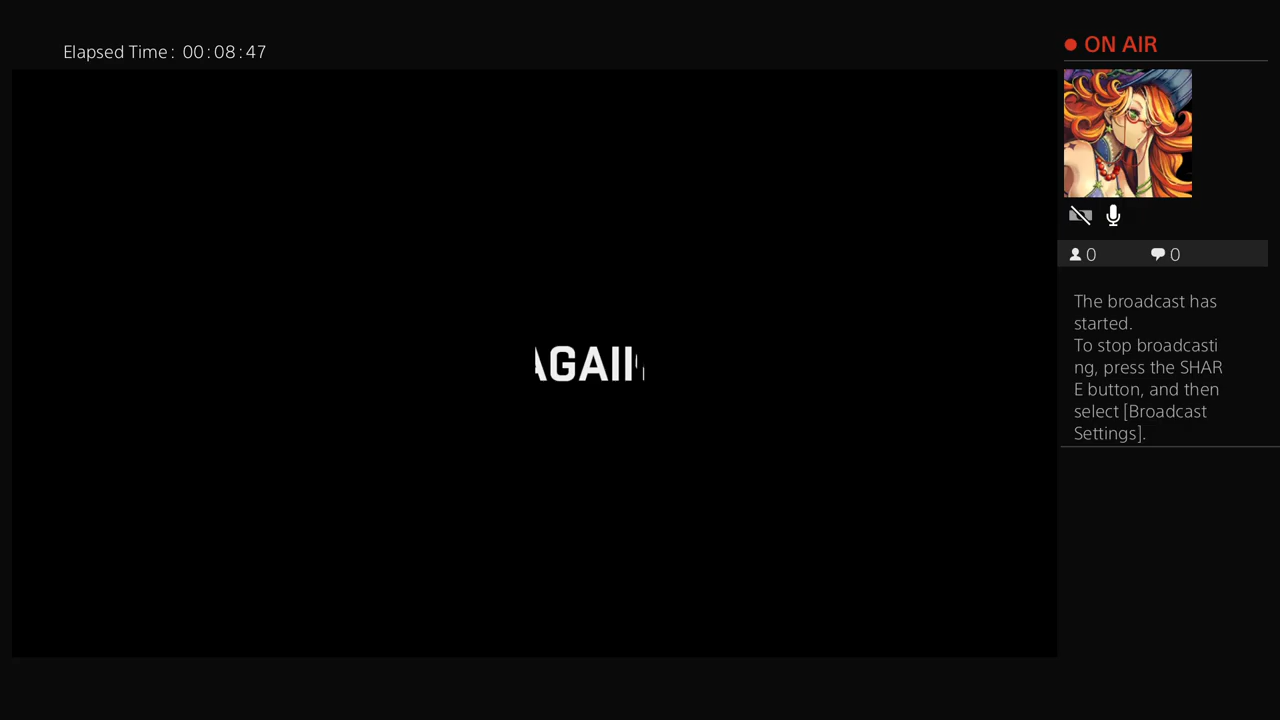 Elapsed Time: 00:08:47
ON AIR
0 0
The broadcast has
started.
To stop broadcasti
ng, press the SHAR
E button, and then
select [Broadcast
Settings].